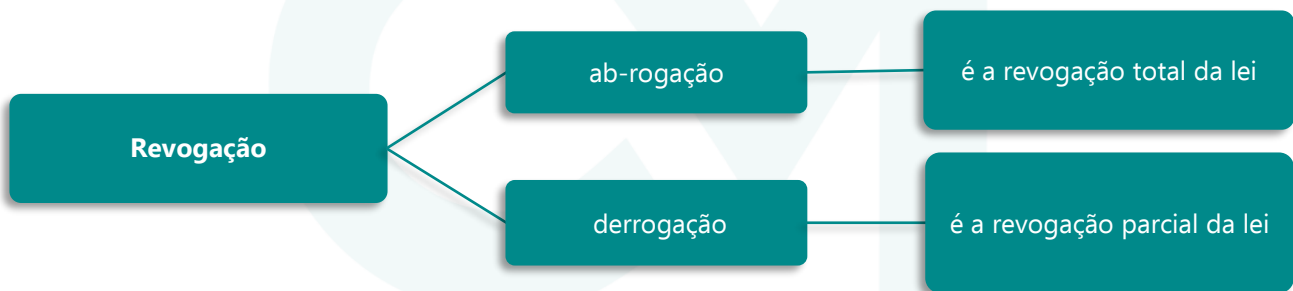 Revogação
ab-rogação
é a revogação total da lei
derrogação
é a revogação parcial da lei